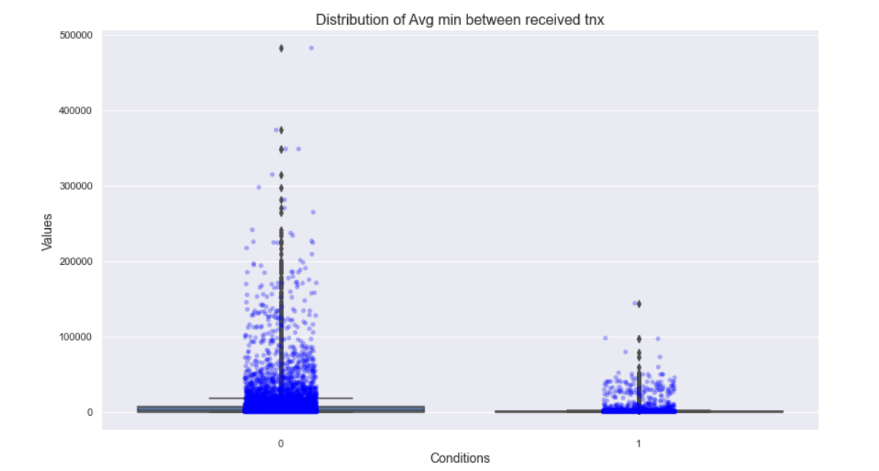 Distribution of Avg min between received tnx
500000
400000
300000
200000
100000
0
Values
0 1
Conditions